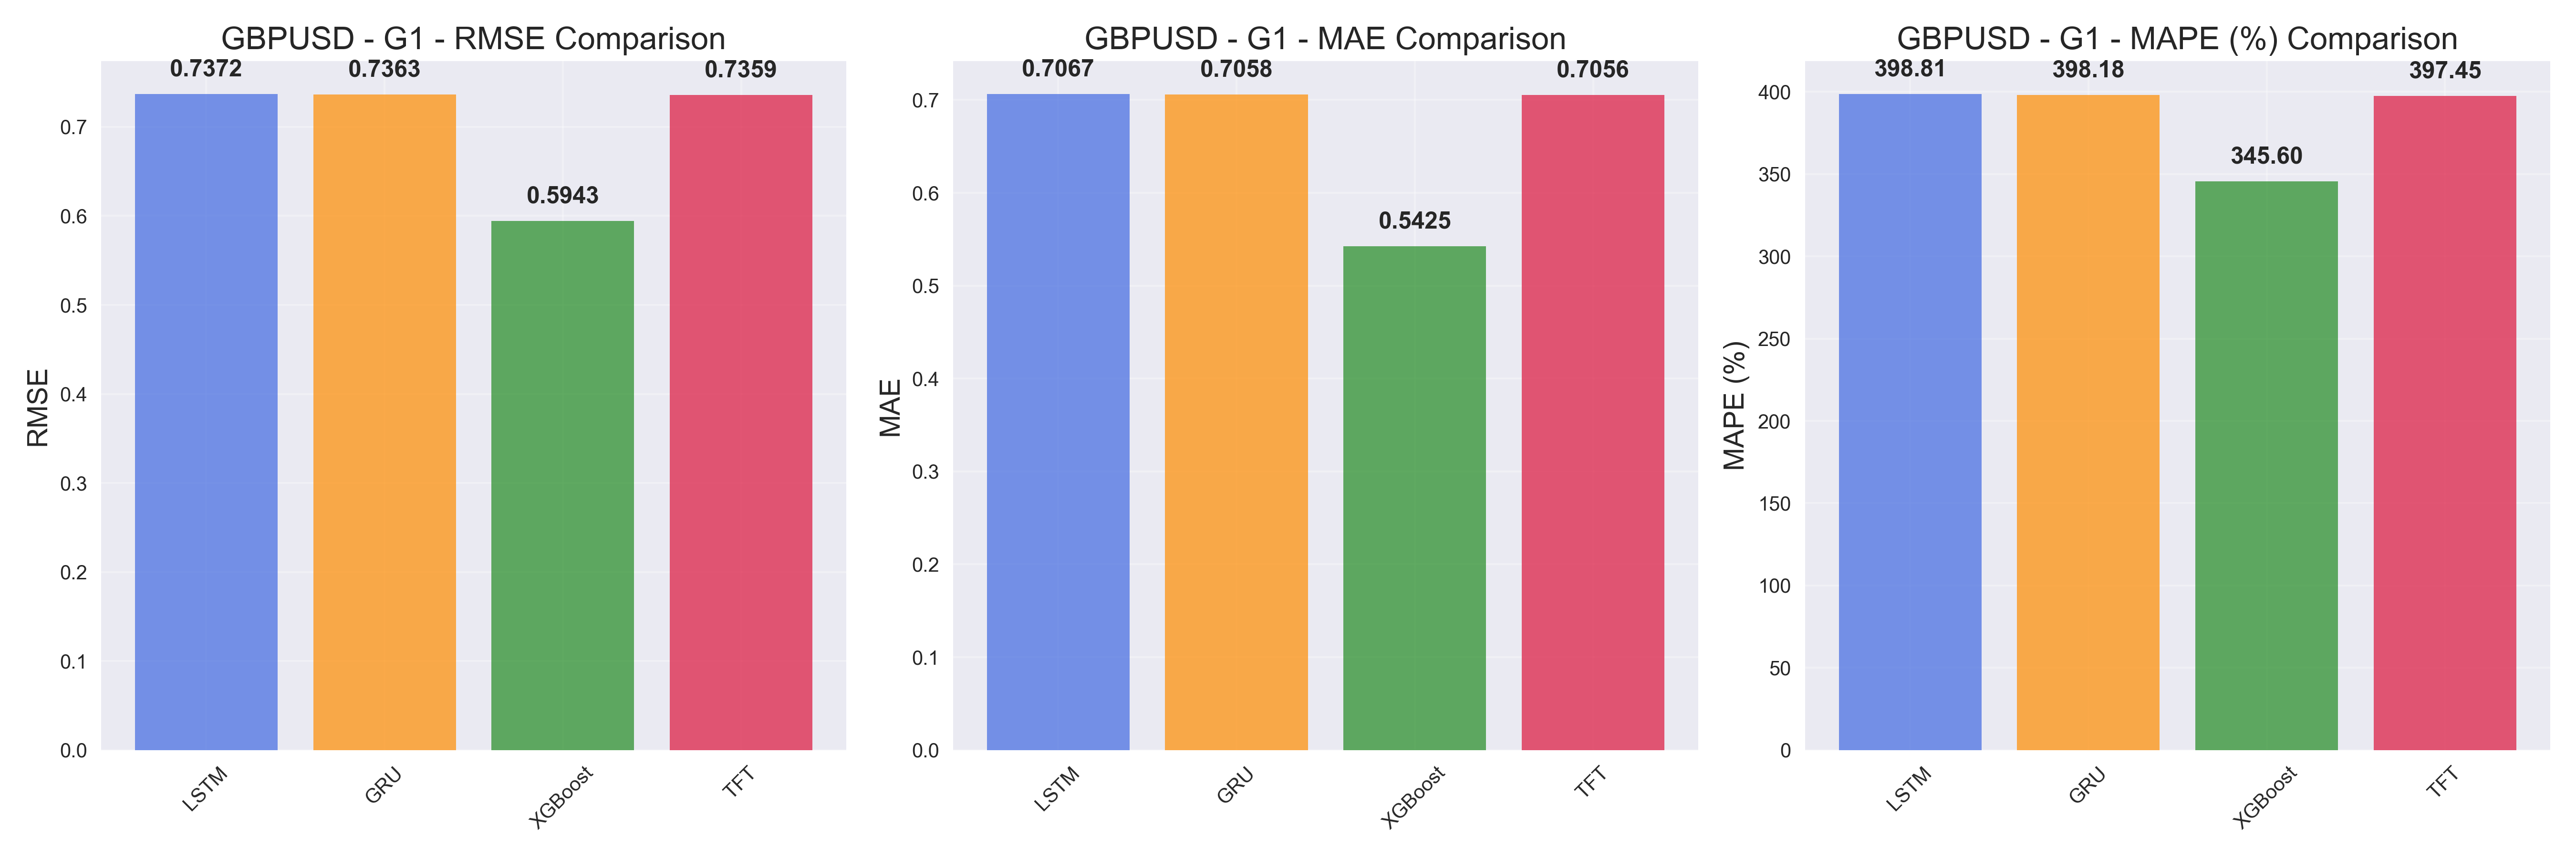 GBPUSD - G1 - RMSE Comparison
0.7372
0.7363
0.5943
0.7359
RMSE
0.7
0.6
0.5
0.4
0.3
0.2
0.1
0.0
LSTM
GRU
XGBoost
TFT
GBPUSD - G1 - MAE Comparison
0.7067
0.7058
0.5425
0.7056
MAE
0.7
0.6
0.5
0.4
0.3
0.2
0.1
0.0
LSTM
GRU
XGBoost
TFT
GBPUSD - G1 - MAPE (%) Comparison
398.81
398.18
345.60
397.45
MAPE (%)
400
350
300
250
200
150
100
50
0
LSTM
GRU
XGBoost
TFT